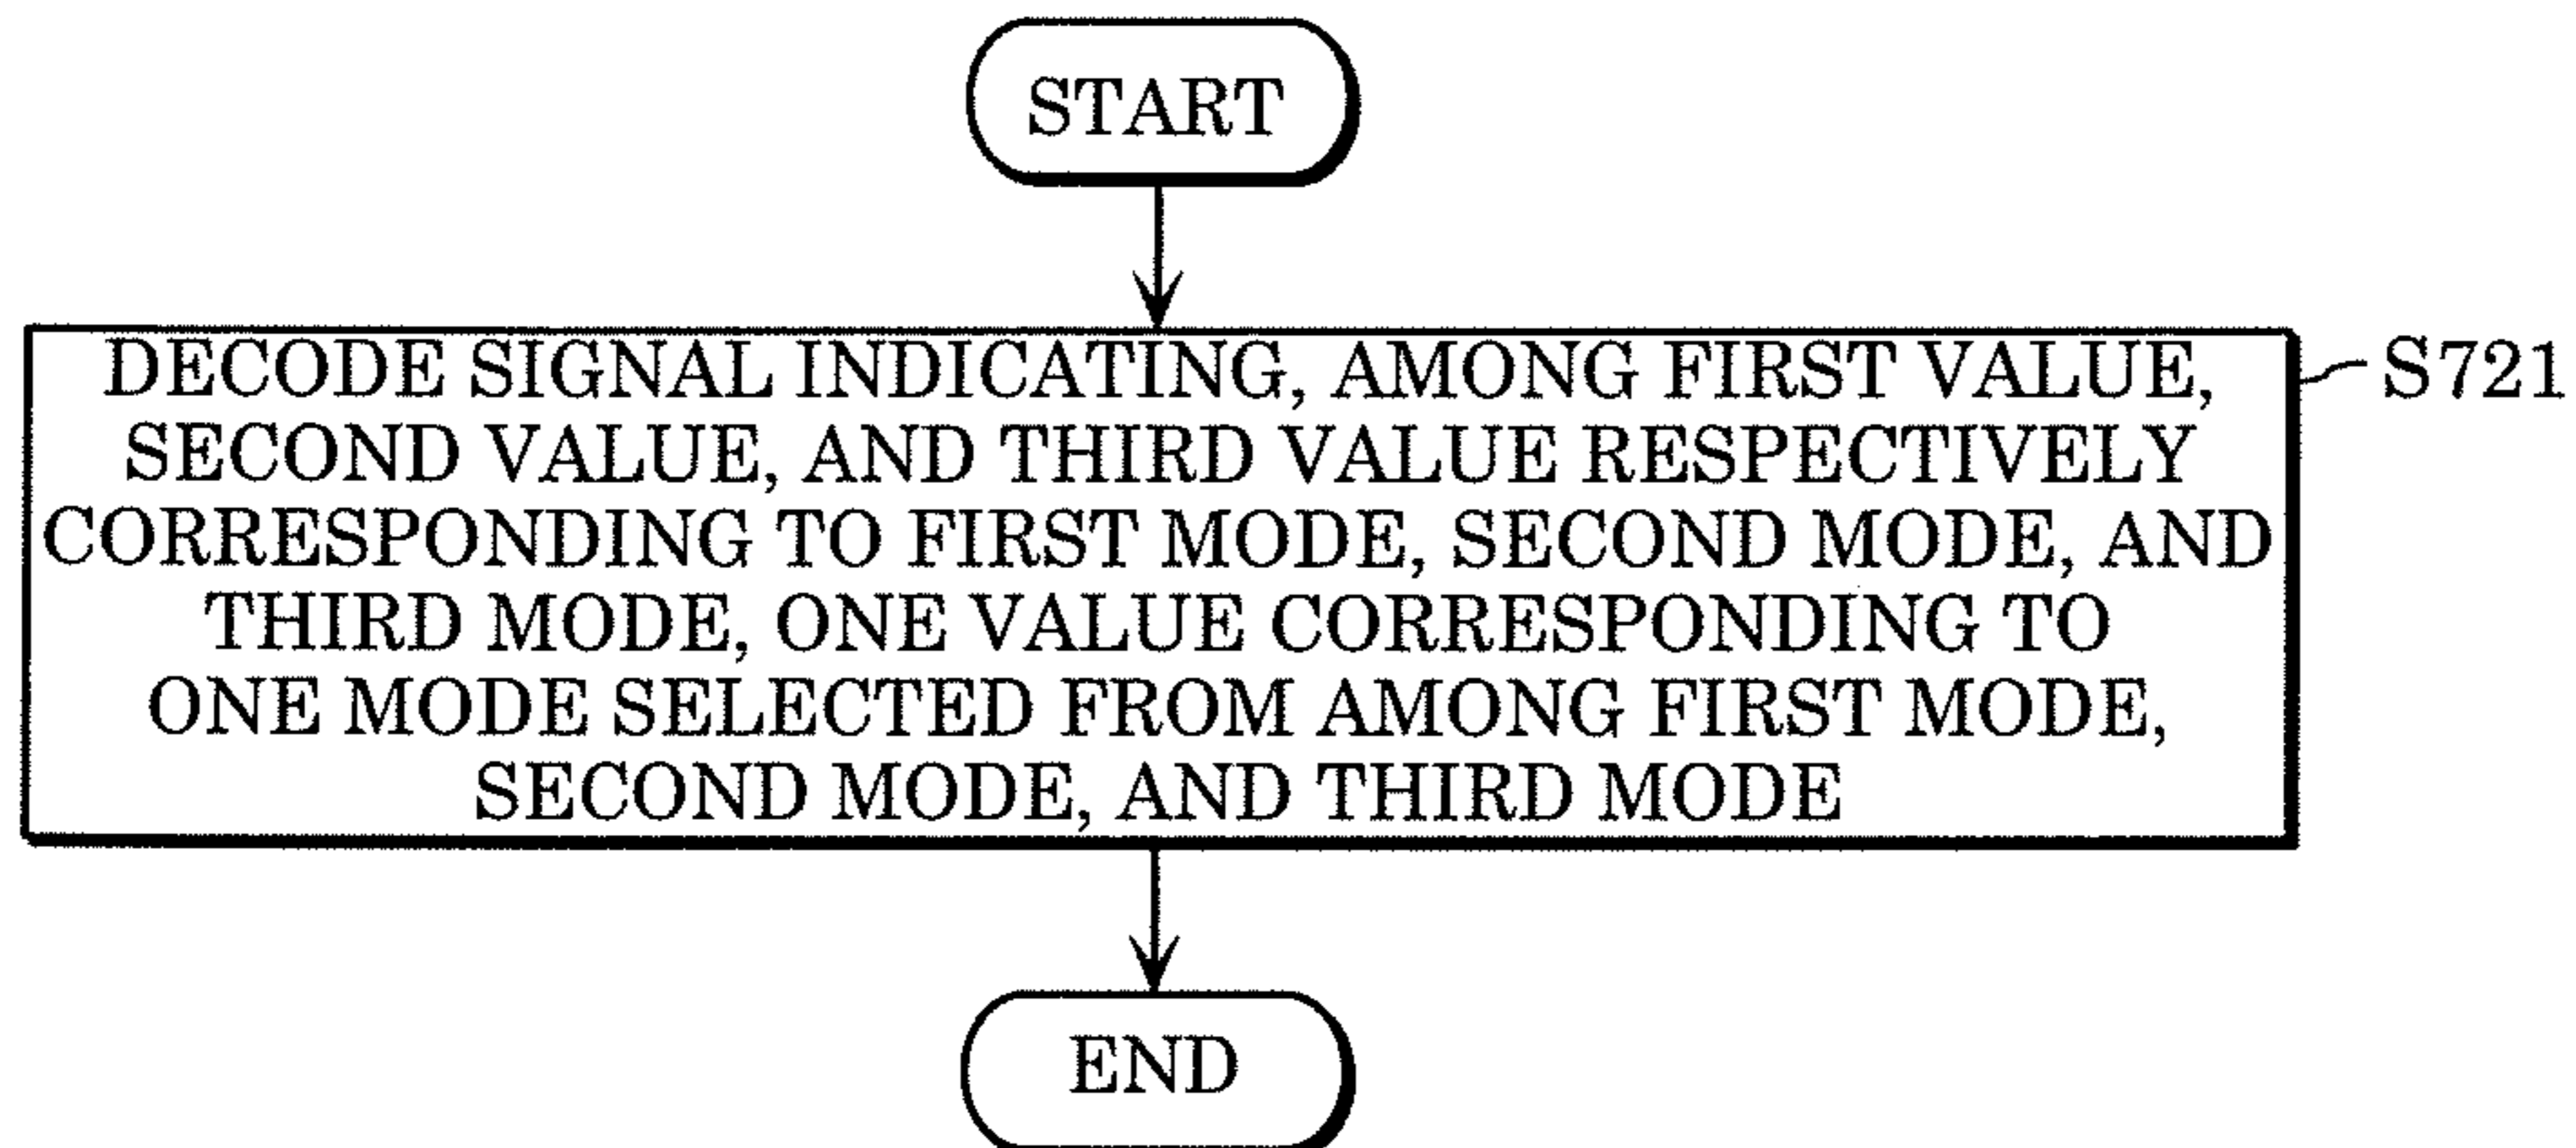 START
DECODE SIGNAL INDICATING, AMONG FIRST VALUE,
SECOND VALUE, AND THIRD VALUE RESPECTIVELY
CORRESPONDING TO FIRST MODE, SECOND MODE, AND
THIRD MODE, ONE VALUE CORRESPONDING TO
ONE MODE SELECTED FROM AMONG FIRST MODE,
SECOND MODE, AND THIRD MODE
S721
END